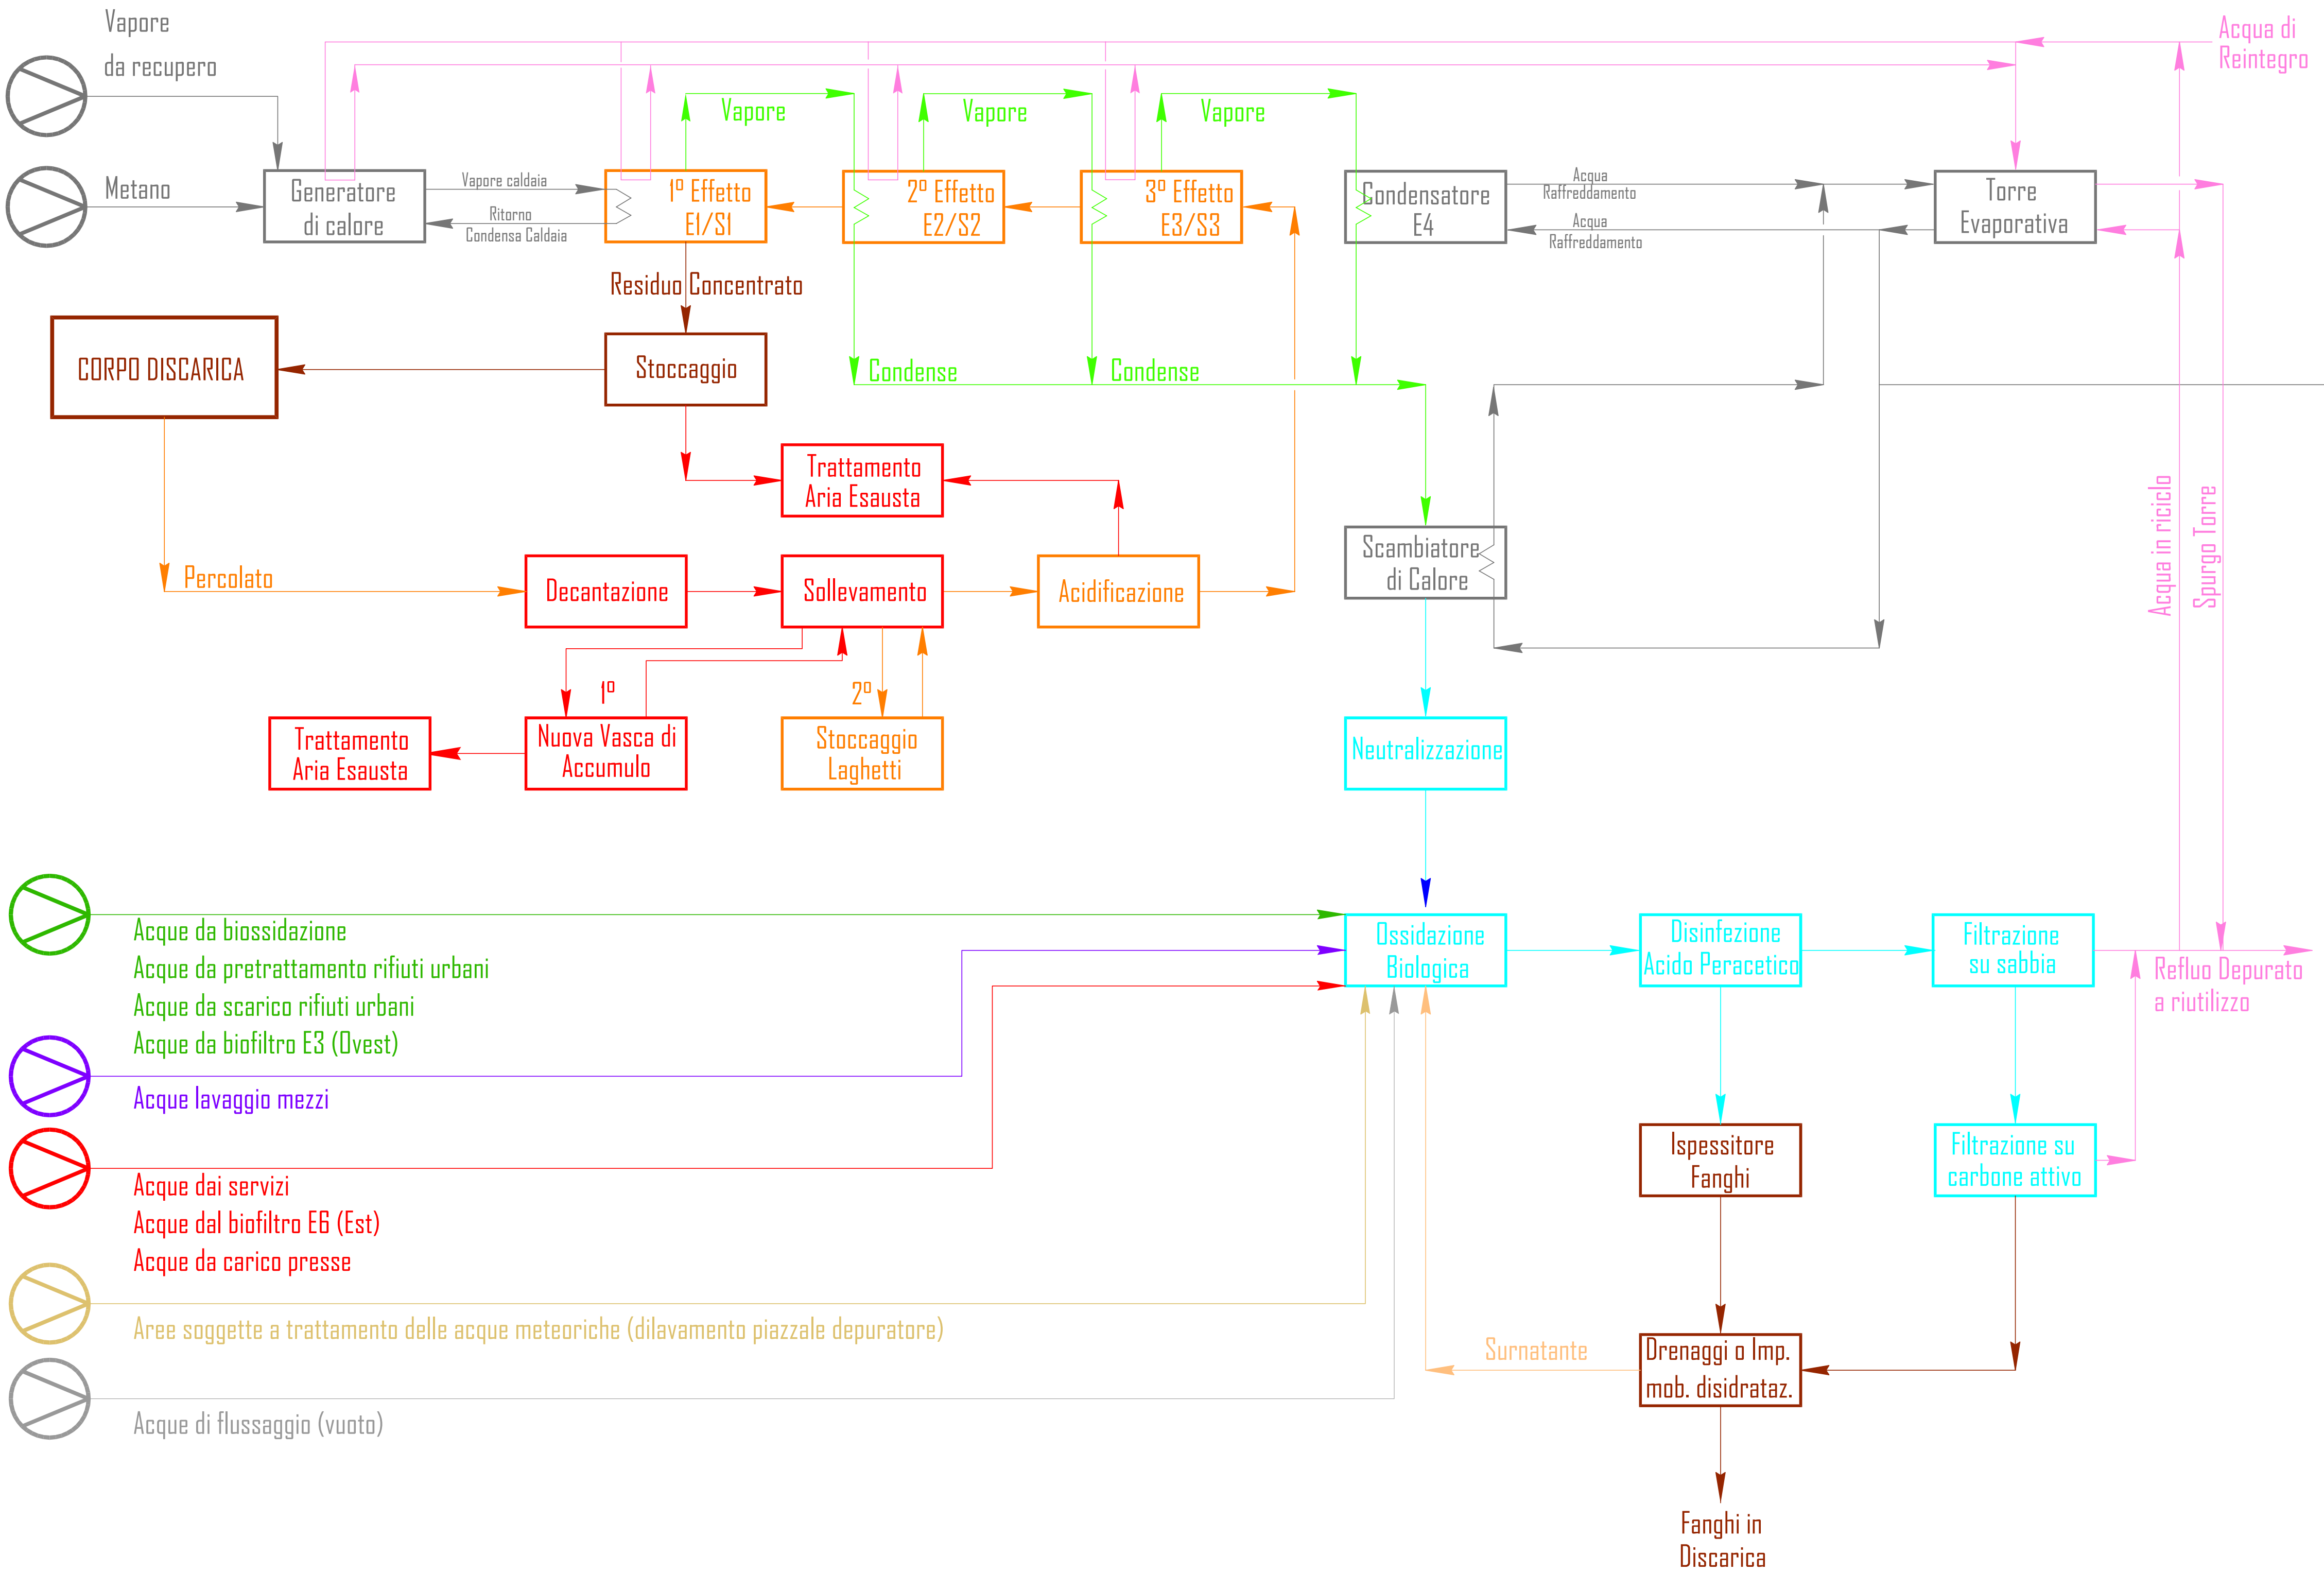 Vapore
da recupero
Acqua di
Reintegro
Vapore
Vapore
Vapore
Metano
Generatore
di calore
Vapore caldaia
Ritorno
Condensa Caldaia
1º Effetto
E1/S1
2º Effetto
E2/S2
3º Effetto
E3/S3
Condensatore
E4
Acqua
Raffreddamento
Acqua
Raffreddamento
Torre
Evaporativa
Residuo Concentrato
CORPO DISCARICA
Stoccaggio
Condense
Condense
Trattamento
Aria Esausta
Acqua in riciclo
Spurgo Torre
Percolato
Decantazione
Sollevamento
Acidificazione
Scambiatore
di Calore
1º
2º
Trattamento
Aria Esausta
Nuova Vasca di
Accumulo
Stoccaggio
Laghetti
Neutralizzazione
Acque da biossidazione
Acque da pretrattamento rifiuti urbani
Acque da scarico rifiuti urbani
Acque da biofiltro E3 (Ovest)
Ossidazione
Biologica
Disinfezione
Acido Peracetico
Filtrazione
su sabbia
Refluo Depurato
a riutilizzo
Acque lavaggio mezzi
Acque dai servizi
Acque dal biofiltro E6 (Est)
Acque da carico presse
Ispessitore
Fanghi
Filtrazione su
carbone attivo
Aree soggette a trattamento delle acque meteoriche (dilavamento piazzale depuratore)
Surnatante
Drenaggi o Imp.
mob. disidrataz.
Acque di flussaggio (vuoto)
Fanghi in
Discarica